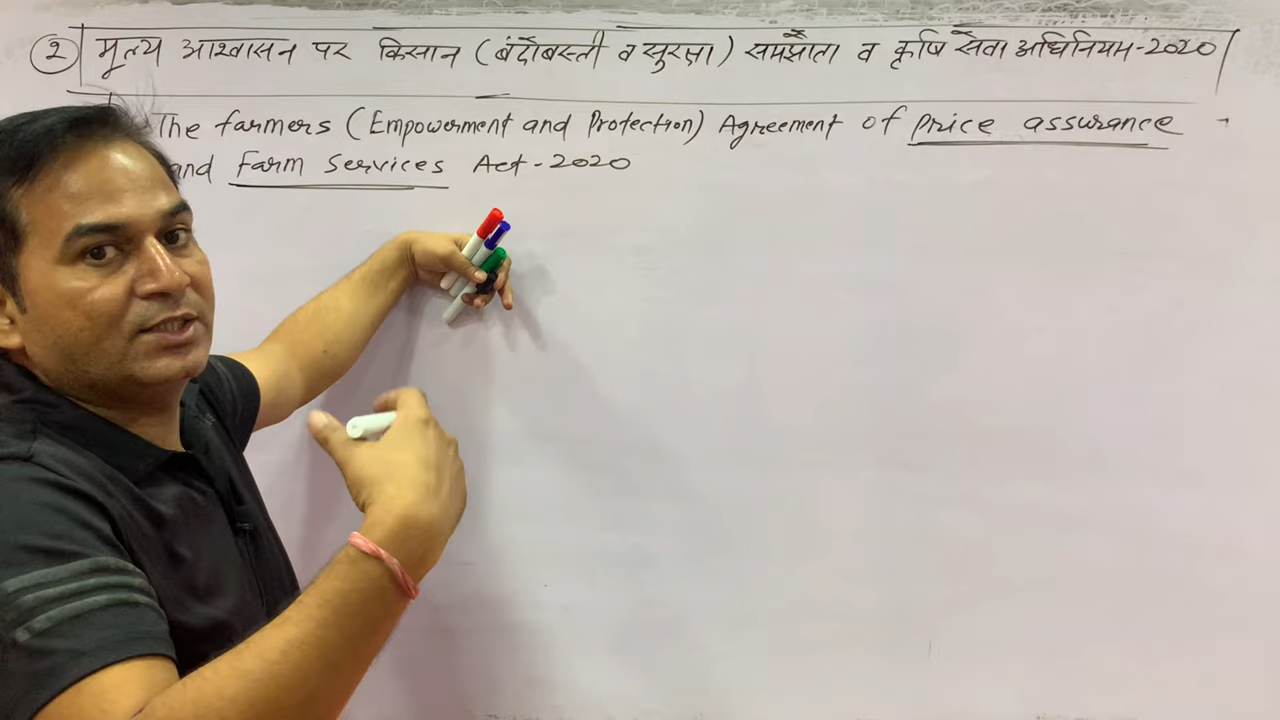 ② मूल्य आश्वासन पर किसान (बंदोबस्ती व सुरक्षा) समझौता व कृषि सेवा अधिनियम-2020
The farmers (Empowerment and Protection) Agreement of price assurance
and Farm Services Act-2020